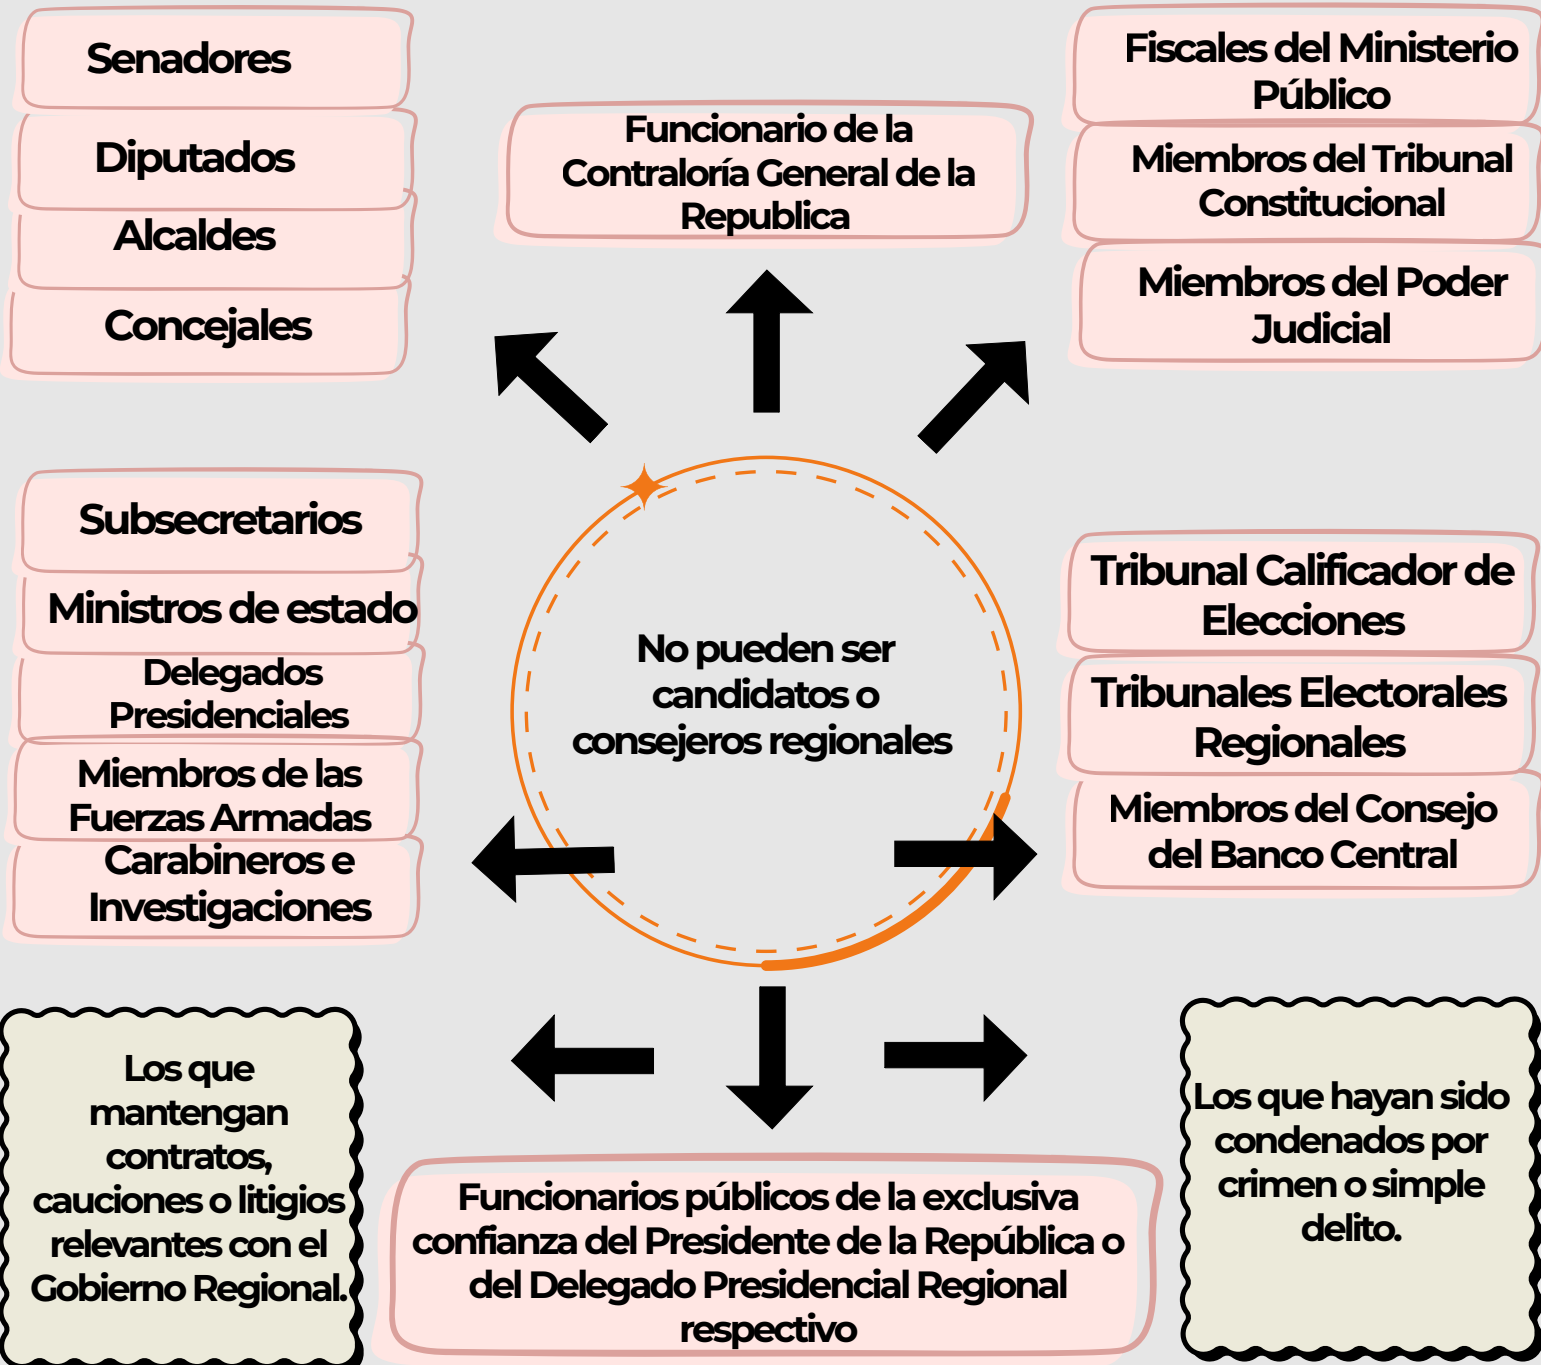 Senadores
Diputados
Alcaldes
Concejales
Funcionario de la
Contraloría General de la
Republica
Fiscales del Ministerio
Público
Miembros del Tribunal
Constitucional
Miembros del Poder
Judicial
Subsecretarios
Ministros de estado
Delegados
Presidenciales
Miembros de las
Fuerzas Armadas
Carabineros e
Investigaciones
No pueden ser
candidatos o
consejeros regionales
Tribunal Calificador de
Elecciones
Tribunales Electorales
Regionales
Miembros del Consejo
del Banco Central
Los que
mantengan
contratos,
cauciones o litigios
relevantes con el
Gobierno Regional.
Funcionarios públicos de la exclusiva
confianza del Presidente de la República o
del Delegado Presidencial Regional
respectivo
Los que hayan sido
condenados por
crimen o simple
delito.